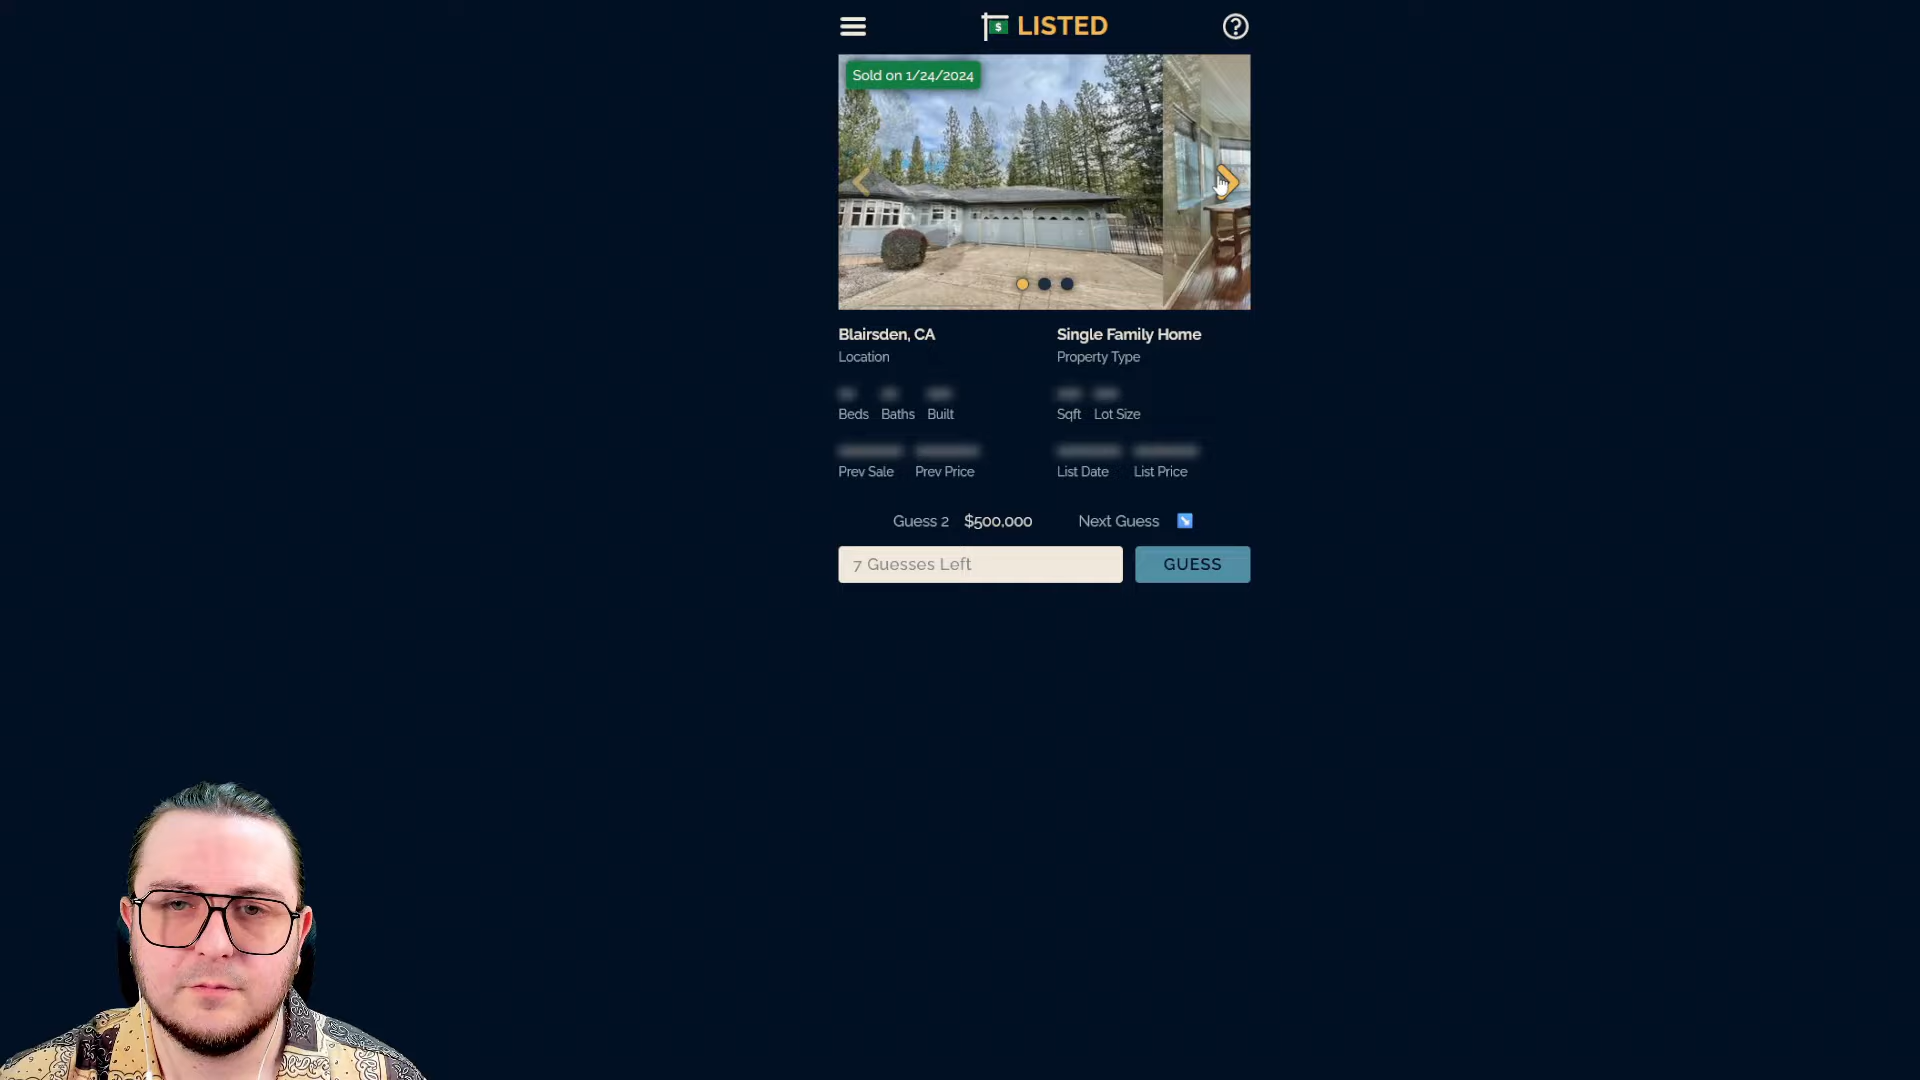 $ LISTED
Sold on 1/24/2024
Blairsden, CA
Location
Single Family Home
Property Type
Beds Baths Built
Sqft Lot Size
Prev Sale Prev Price
List Date List Price
Guess 2 $500,000 Next Guess
7 Guesses Left
GUESS